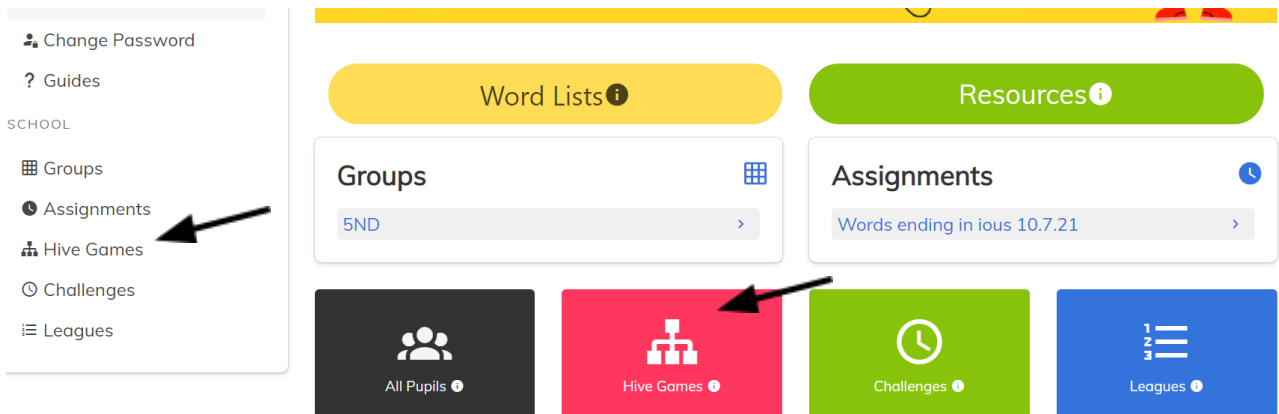 Change Password
? Guides
SCHOOL
Groups
Assignments
Hive Games
Challenges
Leagues
Word Lists
Resources
Groups
5ND
Assignments
Words ending in ious 10.7.21
All Pupils
Hive Games
Challenges
Leagues